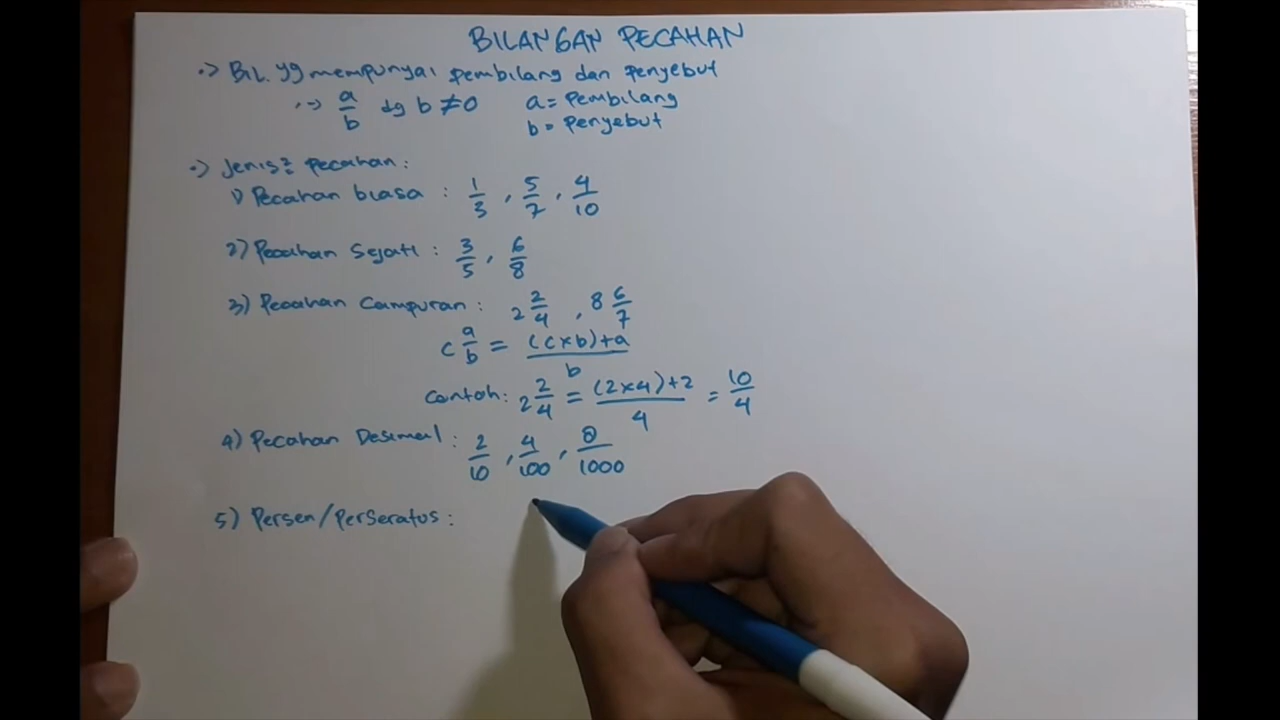 BILANGAN PECAHAN
·> BIL. yg mempunyai pembilang dan penyebut
·-> a/b dg b ≠ 0 a = Pembilang
b = Penyebut
·> Jenis² Pecahan :
1) Pecahan biasa : 1/3 , 5/7 , 4/10
2) Pecahan Sejati : 3/5 , 6/8
3) Pecahan Campuran : 2 2/4 , 8 6/7
c a/b = (c x b) + a / b
Contoh : 2 2/4 = (2 x 4) + 2 / 4 = 10/4
4) Pecahan Desimal : 2/10 , 4/100 , 8/1000
5) Persen/Perseratus :